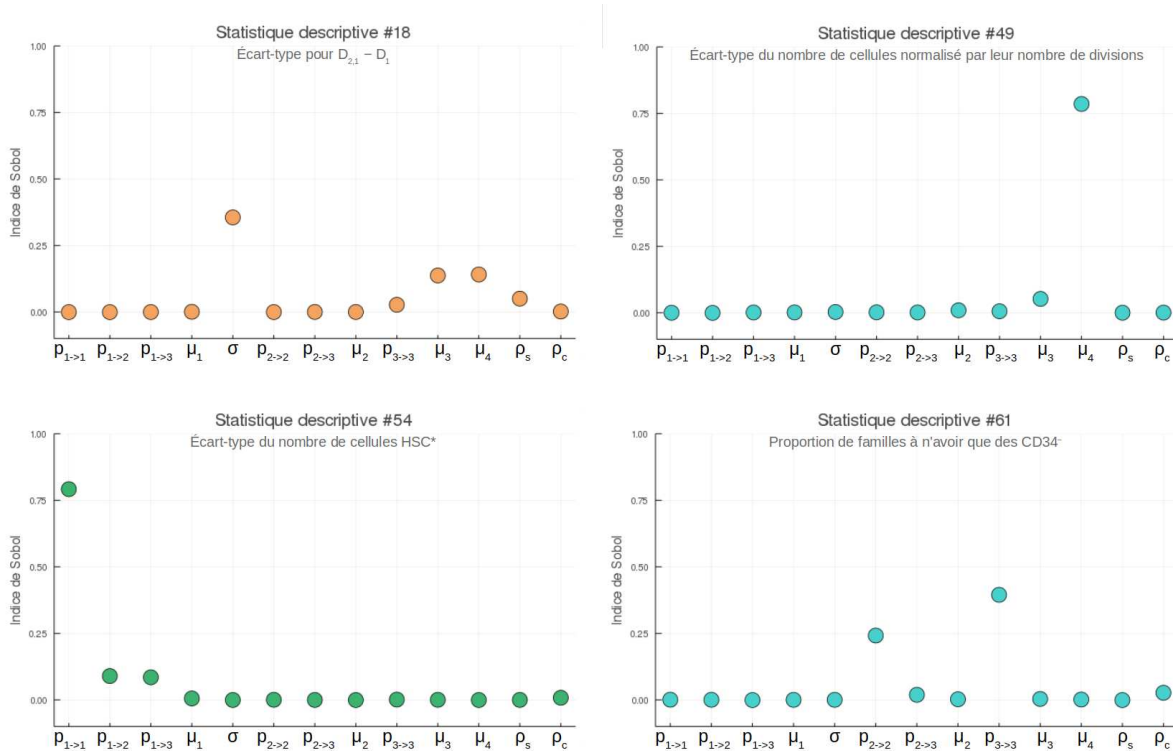 Statistique descriptive #18
Écart-type pour D2,1 − D1
1.00
0.75
0.50
0.25
0.00
Indice de Sobol
p1->1 p1->2 p1->3 μ1 σ p2->2 p2->3 μ2 p3->3 μ3 μ4 ρs ρc
Statistique descriptive #49
Écart-type du nombre de cellules normalisé par leur nombre de divisions
1.00
0.75
0.50
0.25
0.00
Indice de Sobol
p1->1 p1->2 p1->3 μ1 σ p2->2 p2->3 μ2 p3->3 μ3 μ4 ρs ρc
Statistique descriptive #54
Écart-type du nombre de cellules HSC*
1.00
0.75
0.50
0.25
0.00
Indice de Sobol
p1->1 p1->2 p1->3 μ1 σ p2->2 p2->3 μ2 p3->3 μ3 μ4 ρs ρc
Statistique descriptive #61
Proportion de familles à n'avoir que des CD34-
1.00
0.75
0.50
0.25
0.00
Indice de Sobol
p1->1 p1->2 p1->3 μ1 σ p2->2 p2->3 μ2 p3->3 μ3 μ4 ρs ρc